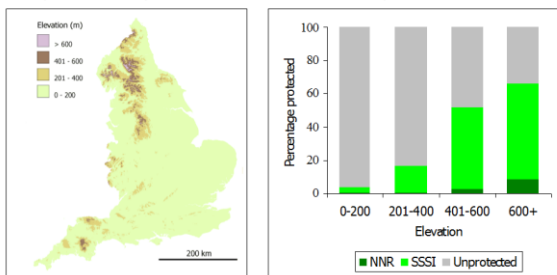 Elevation (m)
> 600
401 - 600
201 - 400
0 - 200
200 km
Percentage protected
100
80
60
40
20
0
0-200 201-400 401-600 600+
Elevation
NNR SSSI Unprotected